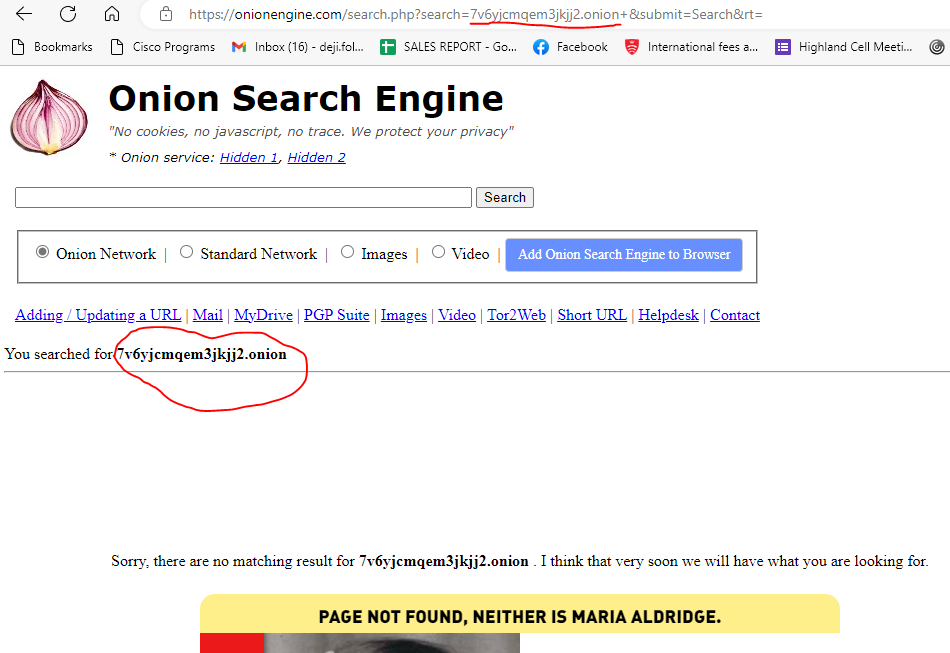 https://onionengine.com/search.php?search=7v6yjcmqem3jkjj2.onion+&submit=Search&rt=
Bookmarks Cisco Programs Inbox (16) - deji.fol... SALES REPORT - Go... Facebook International fees a... Highland Cell Meeti...
Onion Search Engine
"No cookies, no javascript, no trace. We protect your privacy"
* Onion service: Hidden 1, Hidden 2
Search
Onion Network | Standard Network | Images | Video | Add Onion Search Engine to Browser
Adding / Updating a URL | Mail | MyDrive | PGP Suite | Images | Video | Tor2Web | Short URL | Helpdesk | Contact
You searched for 7v6yjcmqem3jkjj2.onion
Sorry, there are no matching result for 7v6yjcmqem3jkjj2.onion . I think that very soon we will have what you are looking for.
PAGE NOT FOUND, NEITHER IS MARIA ALDRIDGE.